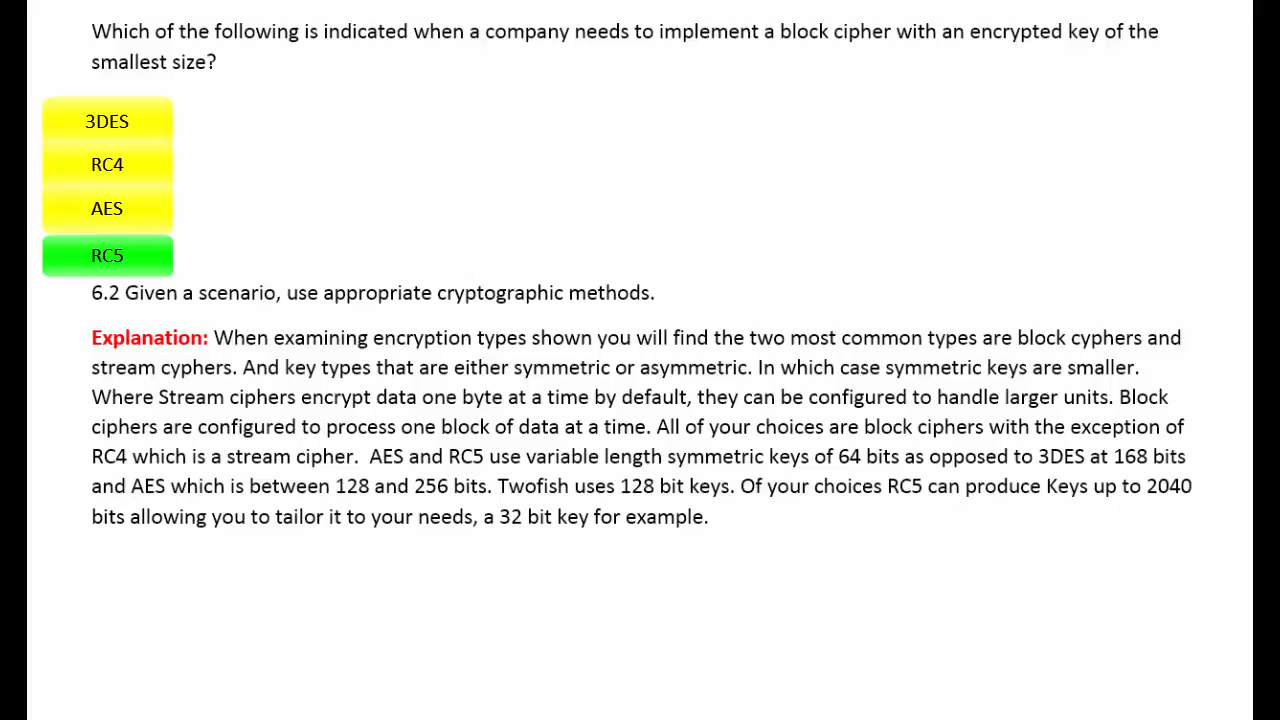 Which of the following is indicated when a company needs to implement a block cipher with an encrypted key of the
smallest size?
3DES
RC4
AES
RC5
6.2 Given a scenario, use appropriate cryptographic methods.
Explanation: When examining encryption types shown you will find the two most common types are block cyphers and
stream cyphers. And key types that are either symmetric or asymmetric. In which case symmetric keys are smaller.
Where Stream ciphers encrypt data one byte at a time by default, they can be configured to handle larger units. Block
ciphers are configured to process one block of data at a time. All of your choices are block ciphers with the exception of
RC4 which is a stream cipher.  AES and RC5 use variable length symmetric keys of 64 bits as opposed to 3DES at 168 bits
and AES which is between 128 and 256 bits. Twofish uses 128 bit keys. Of your choices RC5 can produce Keys up to 2040
bits allowing you to tailor it to your needs, a 32 bit key for example.